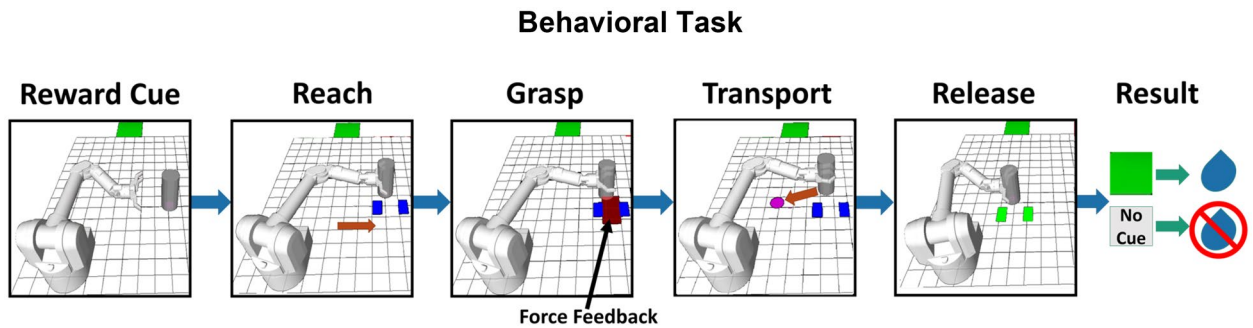 Behavioral Task
Reward Cue
Reach
Grasp
Transport
Release
Result
No
Cue
Force Feedback